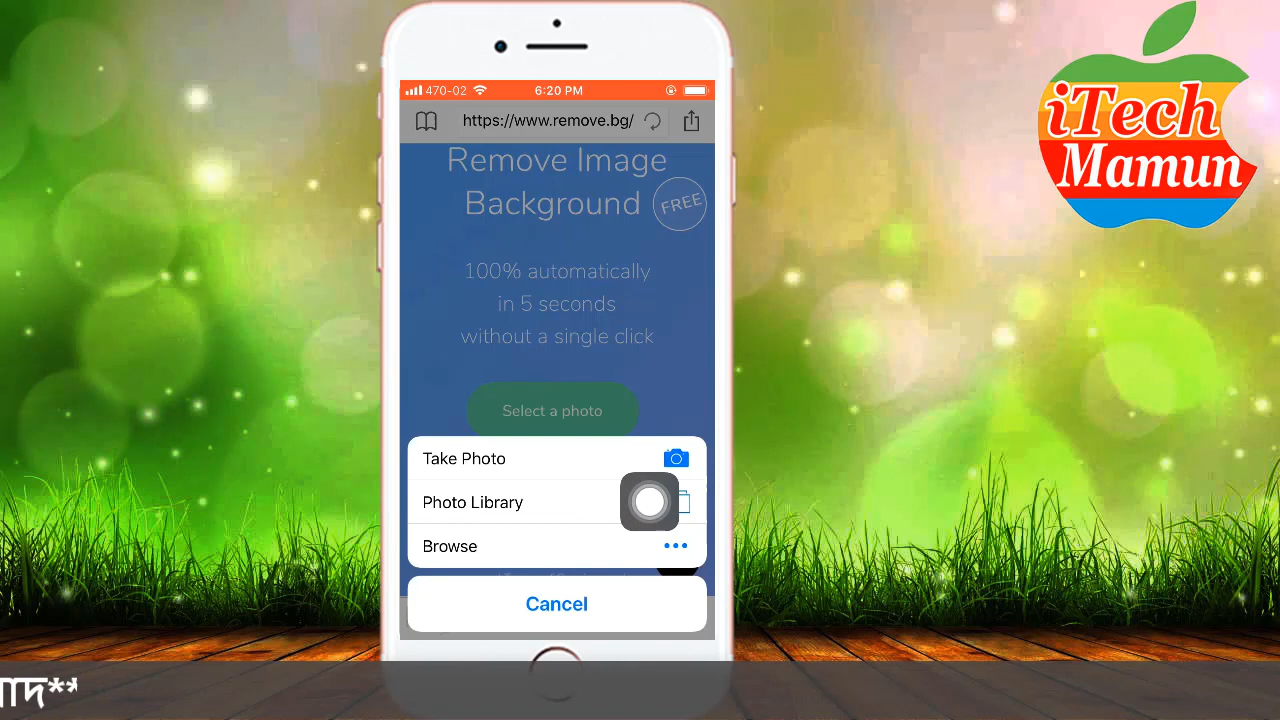 470-02
6:20 PM
https://www.remove.bg/
Remove Image
Background
FREE
100% automatically
in 5 seconds
without a single click
Select a photo
Take Photo
Photo Library
Browse
Cancel
iTech
Mamun